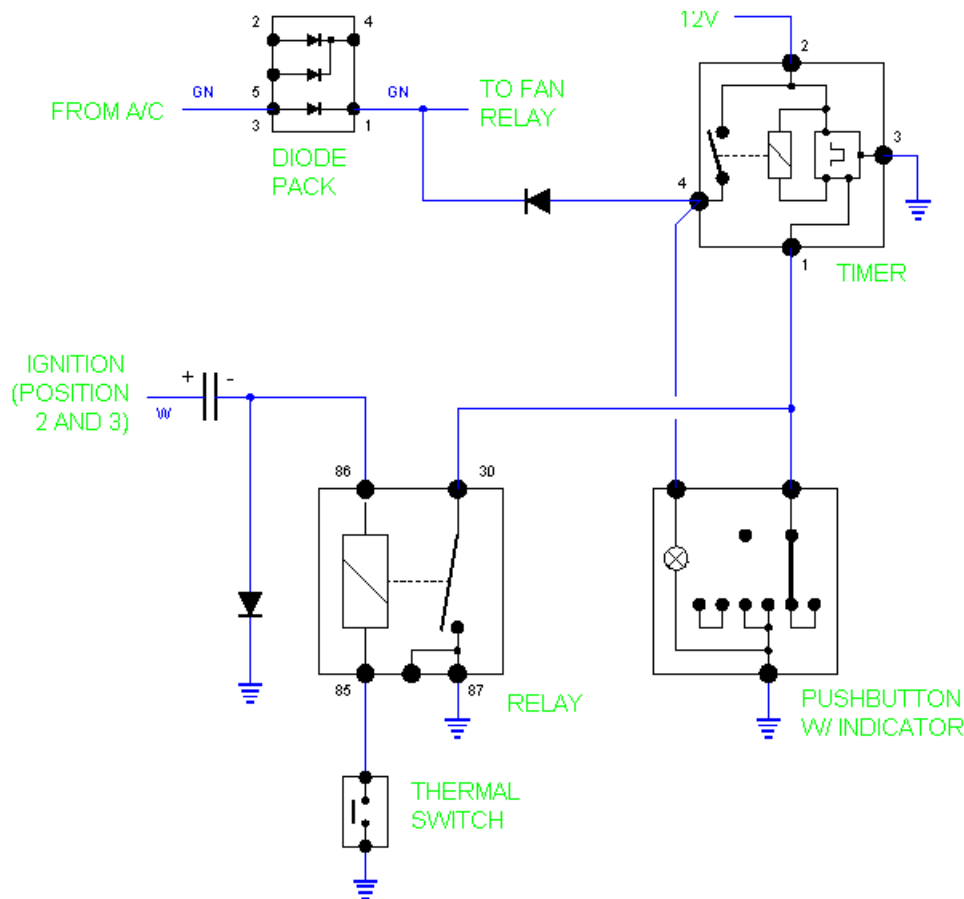 12V
2
4
5
3
1
GN
GN
FROM A/C
TO FAN
RELAY
DIODE
PACK
2
3
4
1
TIMER
IGNITION
(POSITION
2 AND 3)
+
-
W
86
30
85
87
RELAY
PUSHBUTTON
W/ INDICATOR
THERMAL
SWITCH